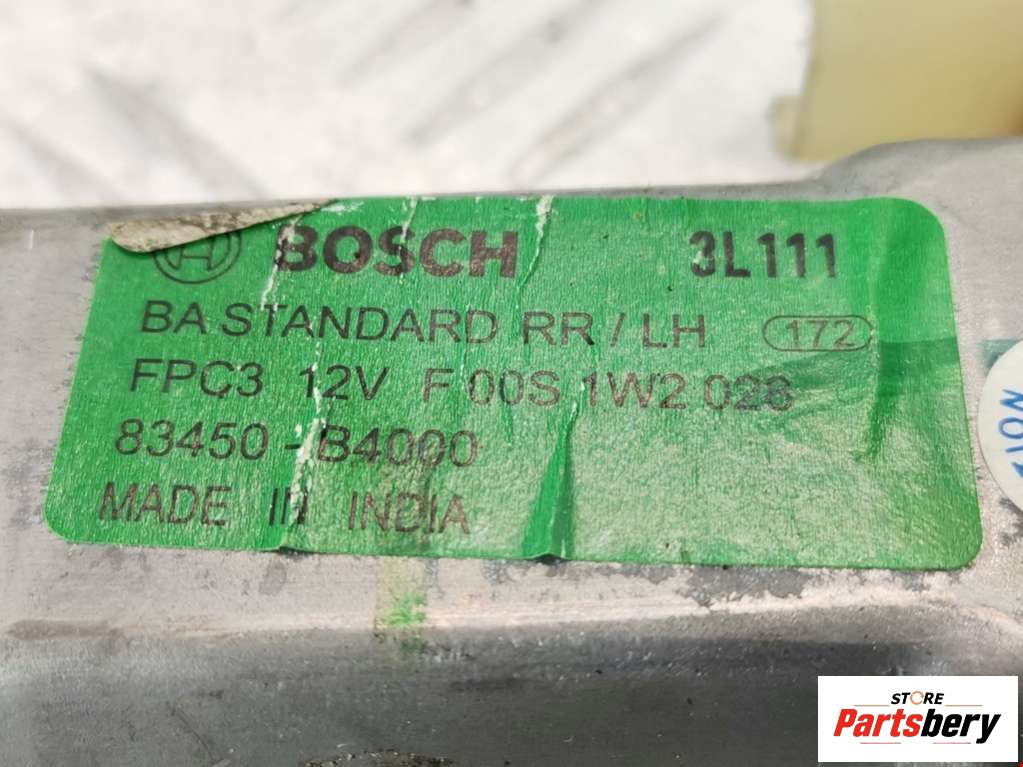 BOSCH 3L111
BA STANDARD RR / LH 172
FPC3 12V F 00S 1W2 028
83450 - B4000
MADE IN INDIA
STORE
Partsbery